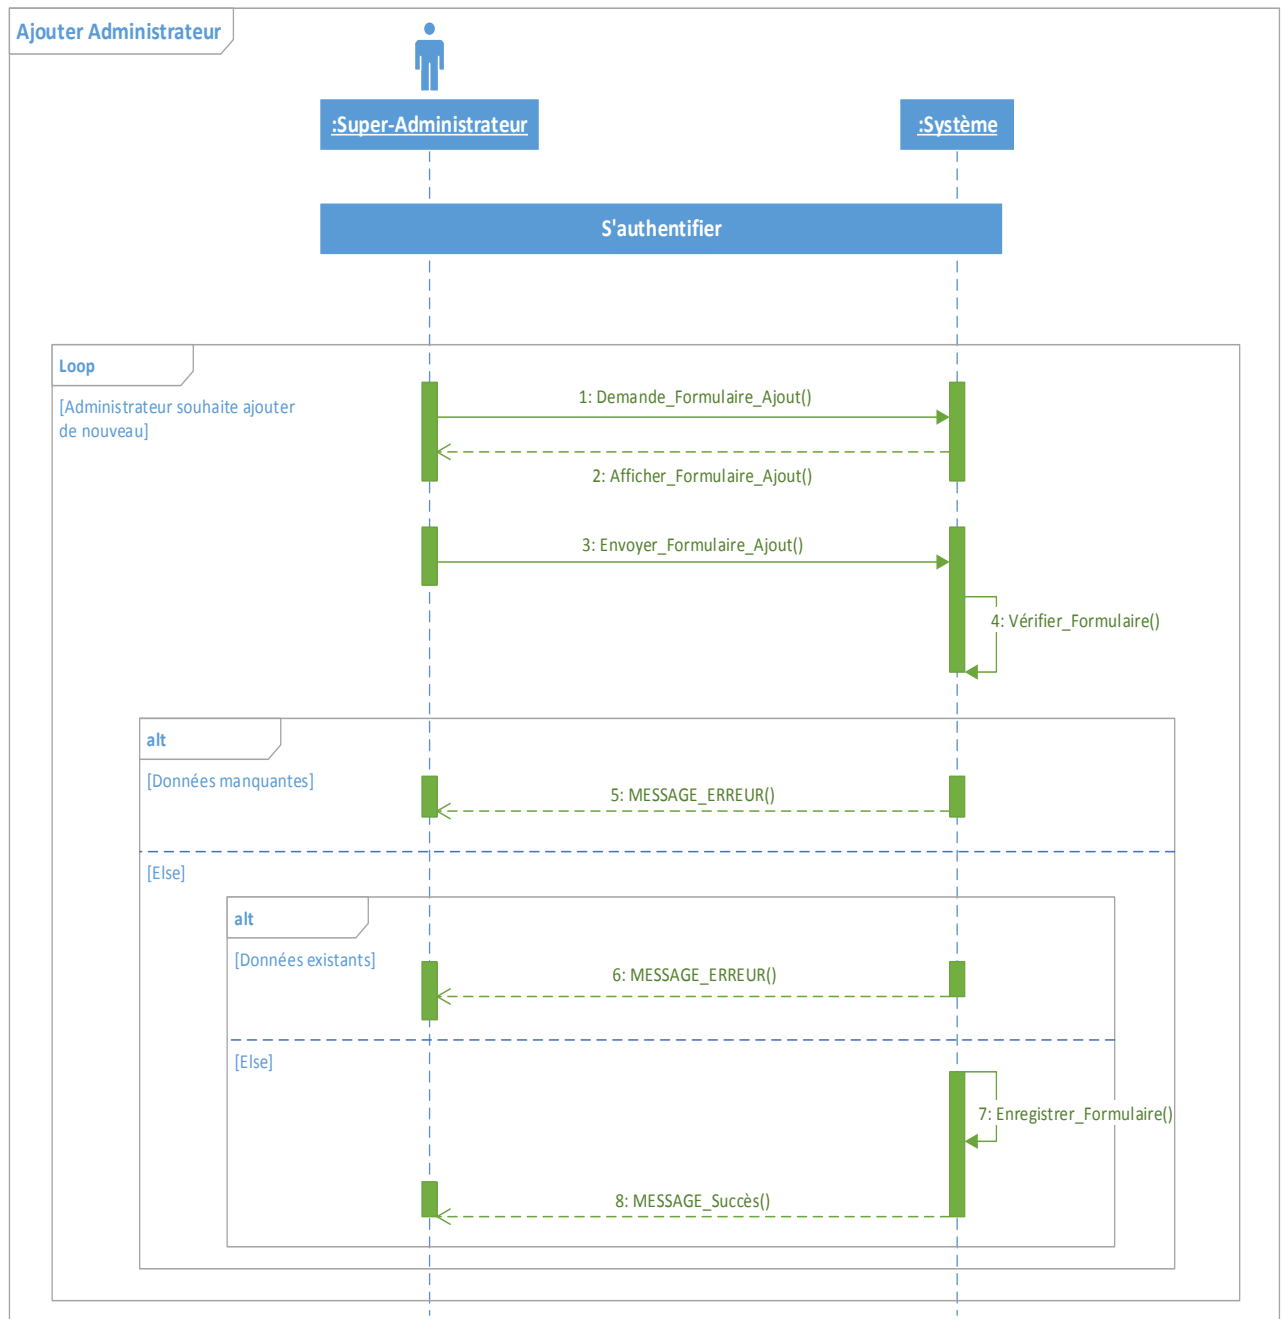 Ajouter Administrateur
:Super-Administrateur
:Système
S'authentifier
Loop
[Administrateur souhaite ajouter
de nouveau]
1: Demande_Formulaire_Ajout()
2: Afficher_Formulaire_Ajout()
3: Envoyer_Formulaire_Ajout()
4: Vérifier_Formulaire()
alt
[Données manquantes]
5: MESSAGE_ERREUR()
[Else]
alt
[Données existants]
6: MESSAGE_ERREUR()
[Else]
7: Enregistrer_Formulaire()
8: MESSAGE_Succès()